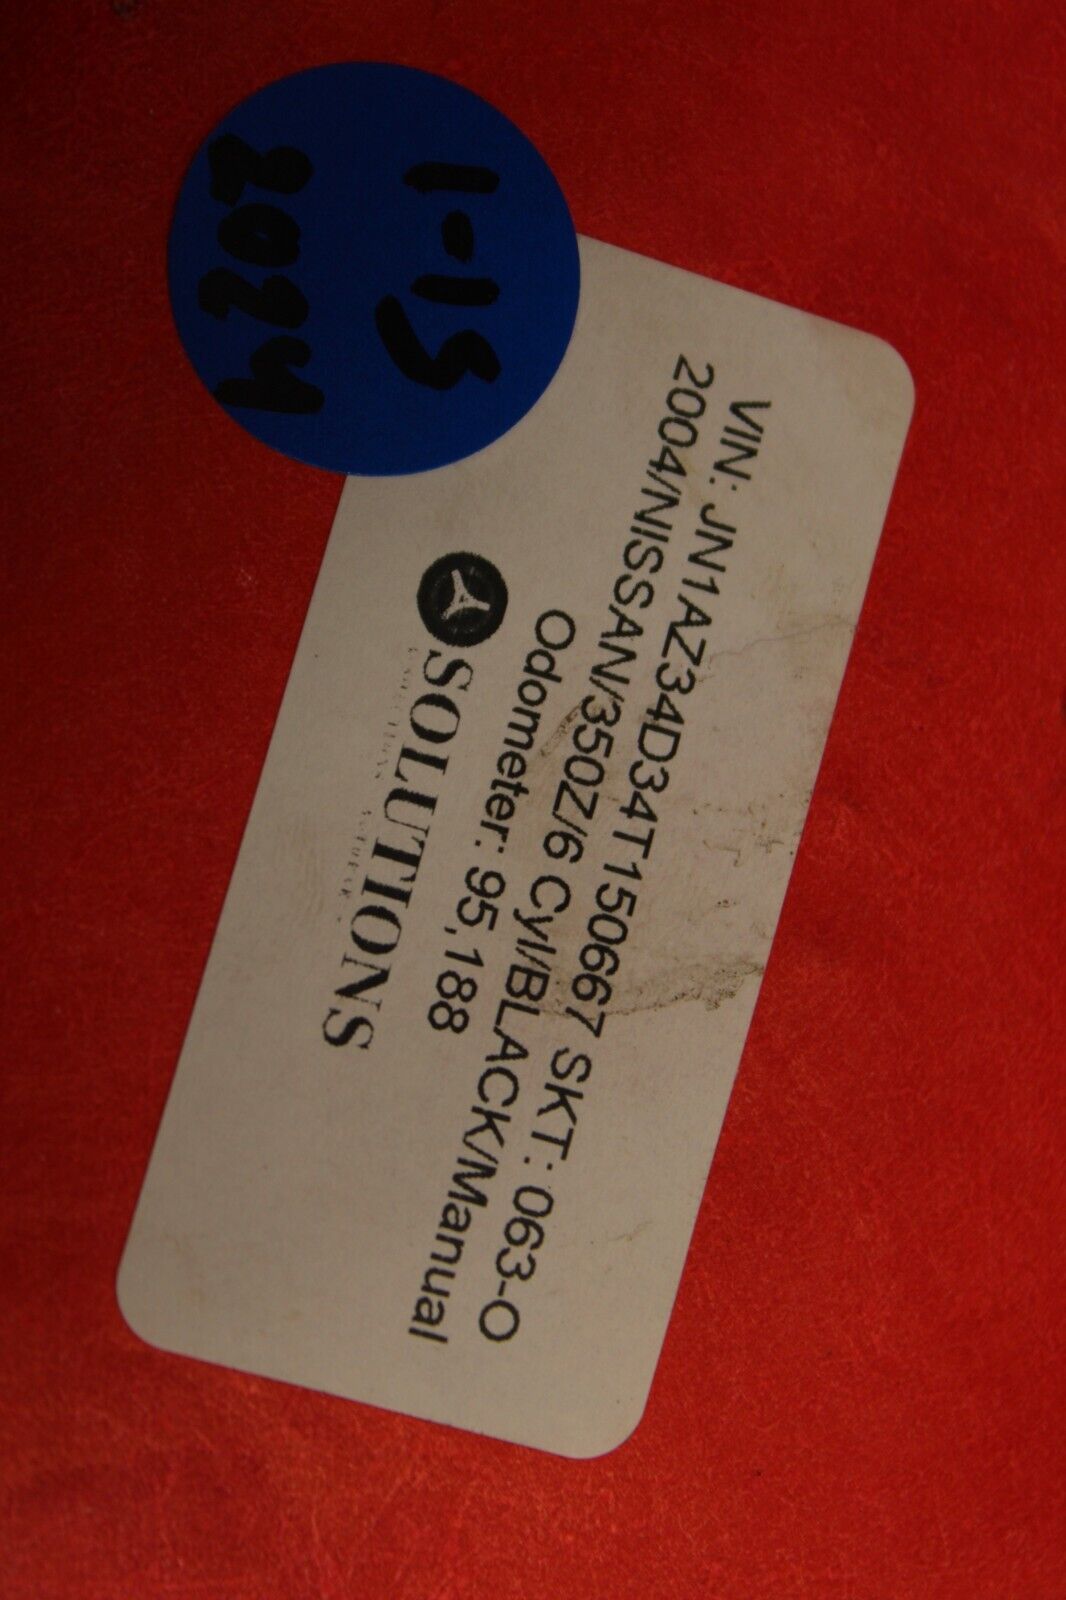 1-15
2024
VIN: JN1AZ34D34T150667 SKT: 063-O
2004/NISSAN/350Z/6 Cyl/BLACK/Manual
Odometer: 95,188
SOLUTIONS